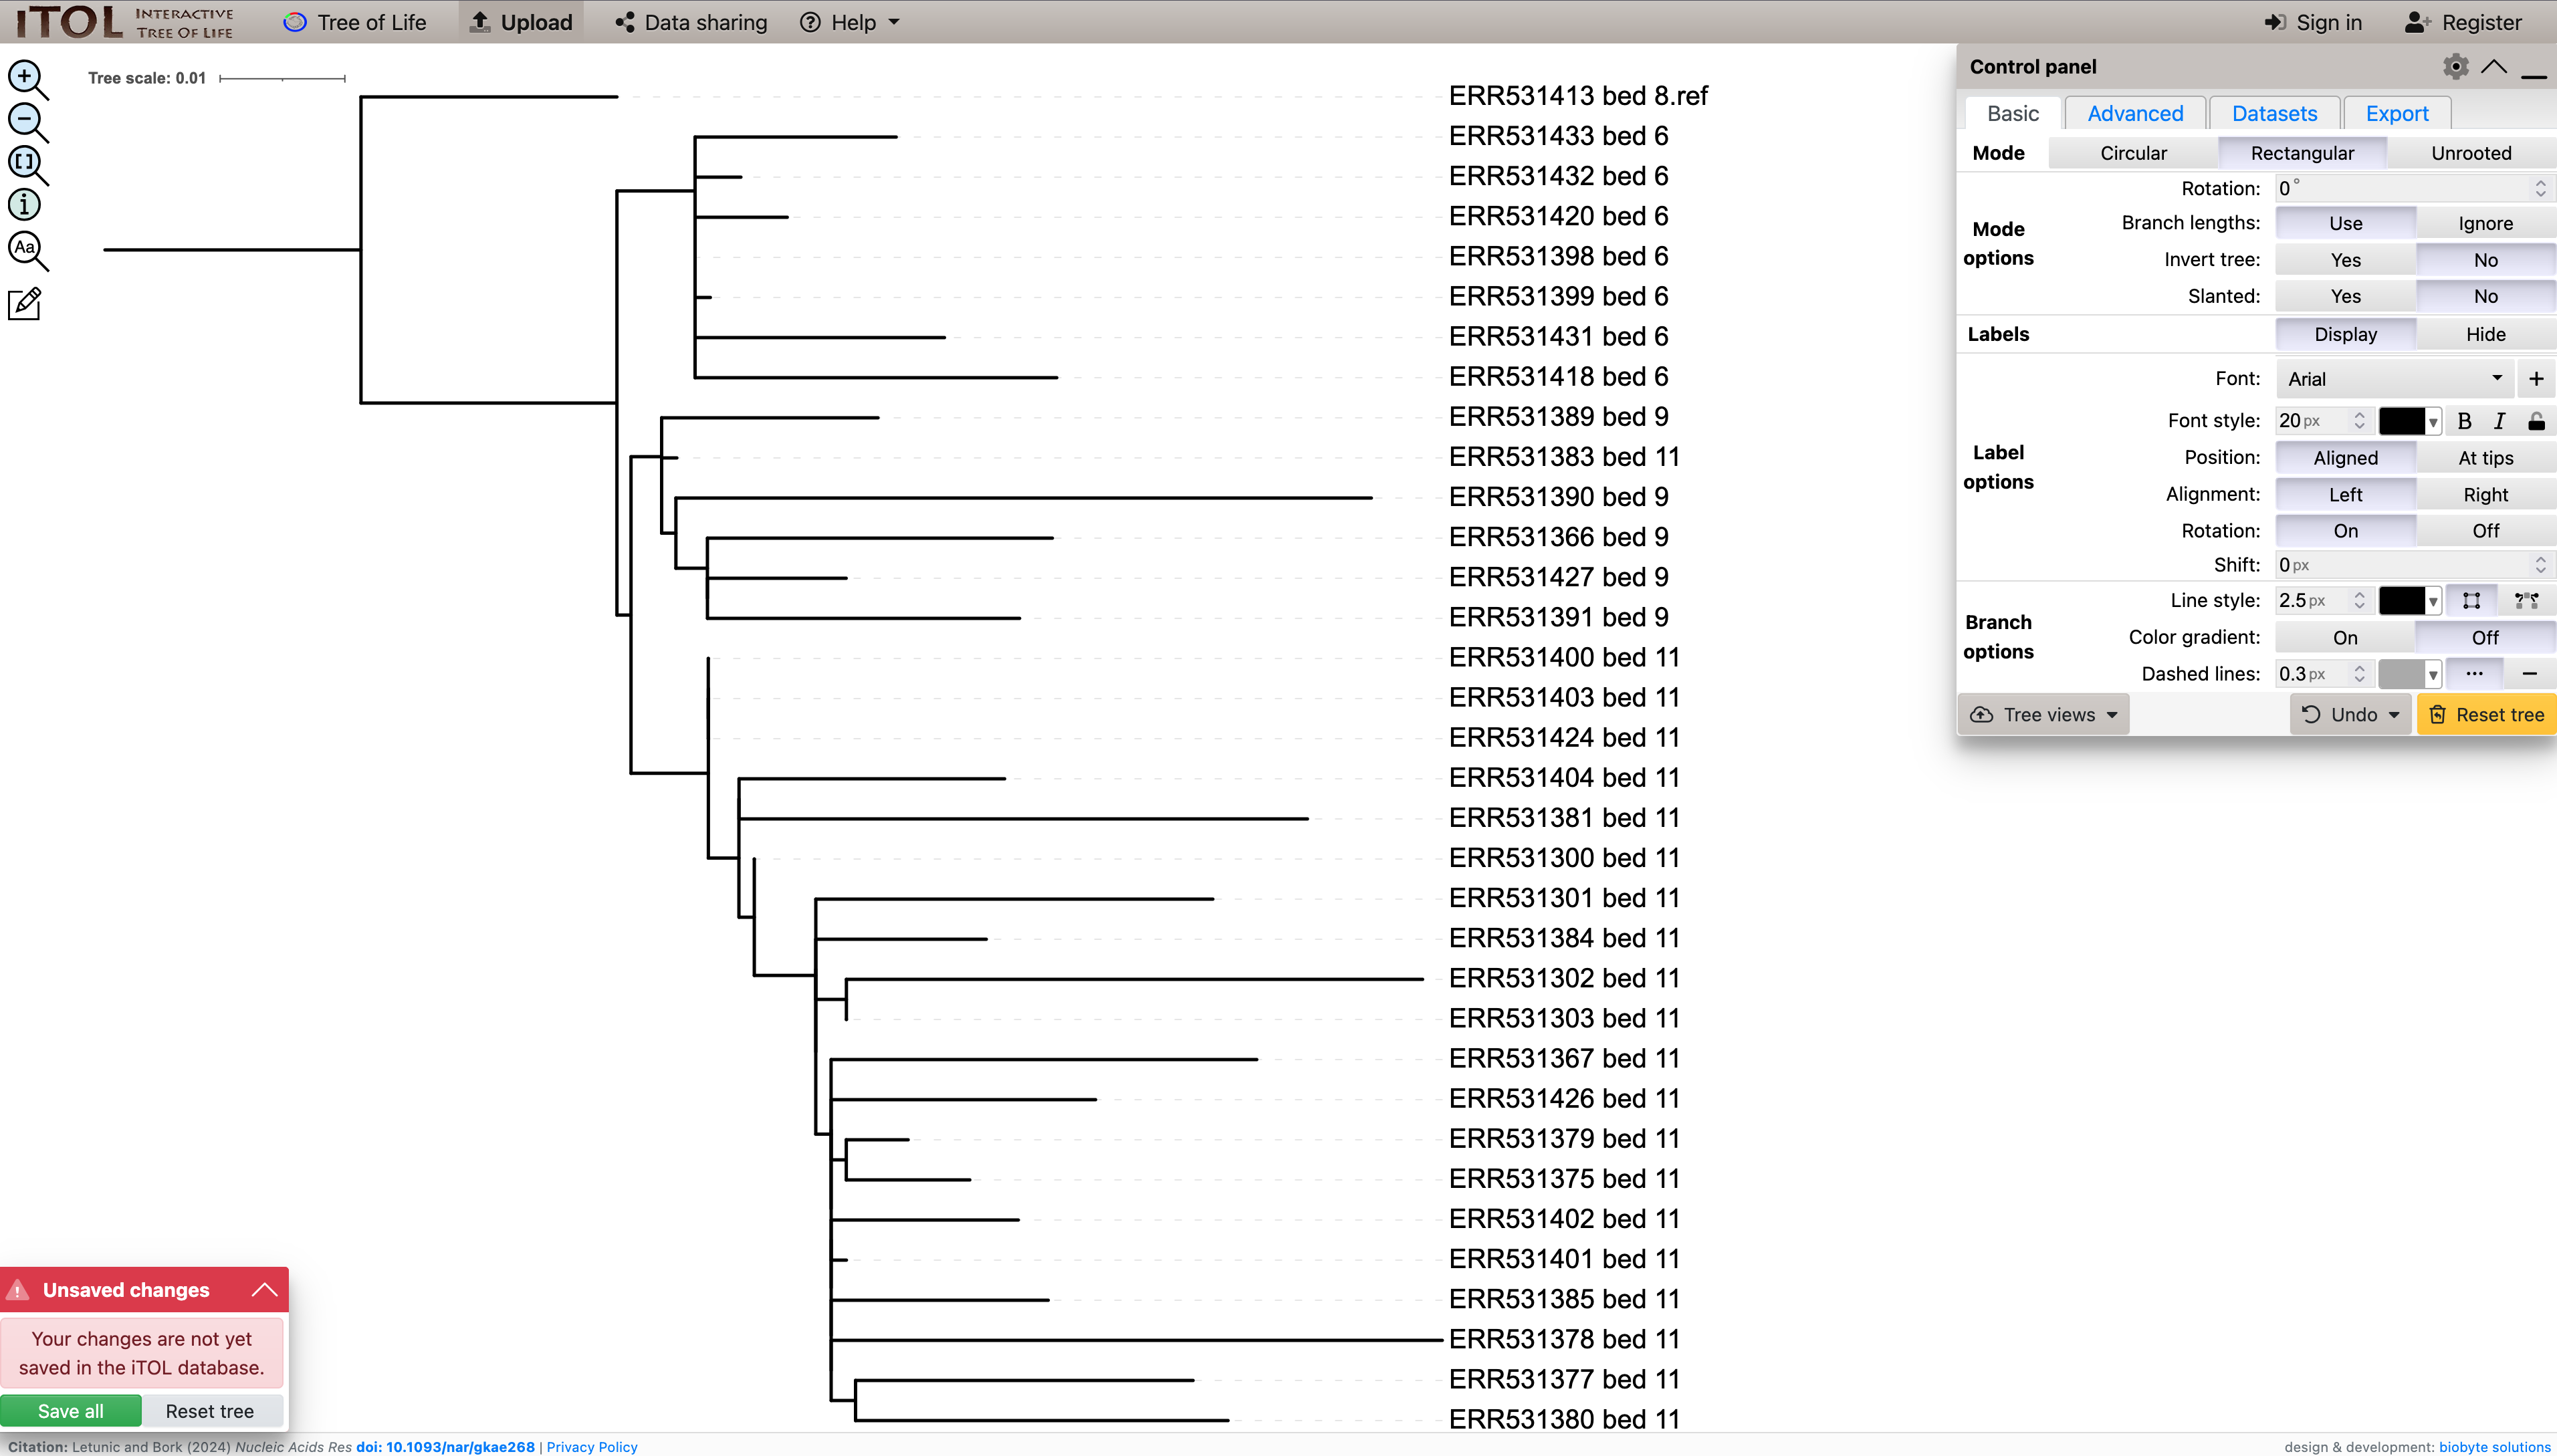 iTOL INTERACTIVE TREE OF LIFE Tree of Life Upload Data sharing Help Sign in Register
Tree scale: 0.01
Aa
ERR531413 bed 8.ref
ERR531433 bed 6
ERR531432 bed 6
ERR531420 bed 6
ERR531398 bed 6
ERR531399 bed 6
ERR531431 bed 6
ERR531418 bed 6
ERR531389 bed 9
ERR531383 bed 11
ERR531390 bed 9
ERR531366 bed 9
ERR531427 bed 9
ERR531391 bed 9
ERR531400 bed 11
ERR531403 bed 11
ERR531424 bed 11
ERR531404 bed 11
ERR531381 bed 11
ERR531300 bed 11
ERR531301 bed 11
ERR531384 bed 11
ERR531302 bed 11
ERR531303 bed 11
ERR531367 bed 11
ERR531426 bed 11
ERR531379 bed 11
ERR531375 bed 11
ERR531402 bed 11
ERR531401 bed 11
ERR531385 bed 11
ERR531378 bed 11
ERR531377 bed 11
ERR531380 bed 11
Control panel
Basic Advanced Datasets Export
Mode Circular Rectangular Unrooted
Mode options
Rotation: 0°
Branch lengths: Use Ignore
Invert tree: Yes No
Slanted: Yes No
Labels Display Hide
Label options
Font: Arial +
Font style: 20 px B I
Position: Aligned At tips
Alignment: Left Right
Rotation: On Off
Shift: 0 px
Branch options
Line style: 2.5 px
Color gradient: On Off
Dashed lines: 0.3 px
Tree views Undo Reset tree
Unsaved changes
Your changes are not yet
saved in the iTOL database.
Save all Reset tree
Citation: Letunic and Bork (2024) Nucleic Acids Res doi: 10.1093/nar/gkae268 | Privacy Policy
design & development: biobyte solutions